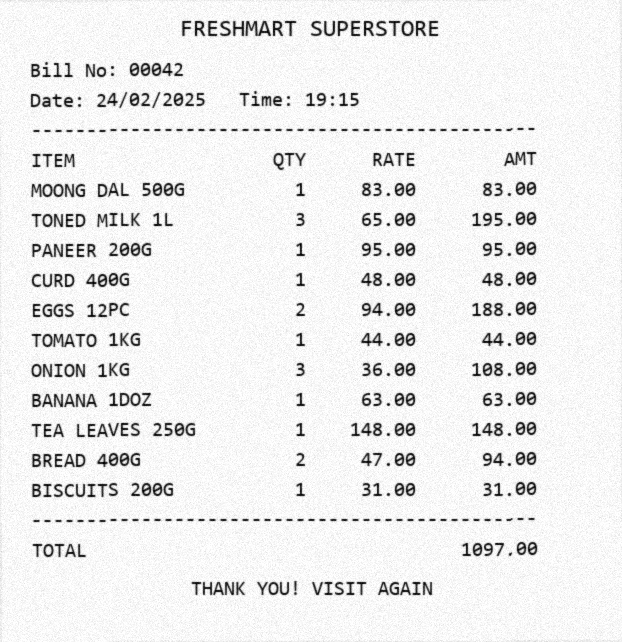 FRESHMART SUPERSTORE
Bill No: 00042
Date: 24/02/2025 Time: 19:15
----------------------------------------------
ITEM QTY RATE AMT
MOONG DAL 500G 1 83.00 83.00
TONED MILK 1L 3 65.00 195.00
PANEER 200G 1 95.00 95.00
CURD 400G 1 48.00 48.00
EGGS 12PC 2 94.00 188.00
TOMATO 1KG 1 44.00 44.00
ONION 1KG 3 36.00 108.00
BANANA 1DOZ 1 63.00 63.00
TEA LEAVES 250G 1 148.00 148.00
BREAD 400G 2 47.00 94.00
BISCUITS 200G 1 31.00 31.00
----------------------------------------------
TOTAL 1097.00
THANK YOU! VISIT AGAIN